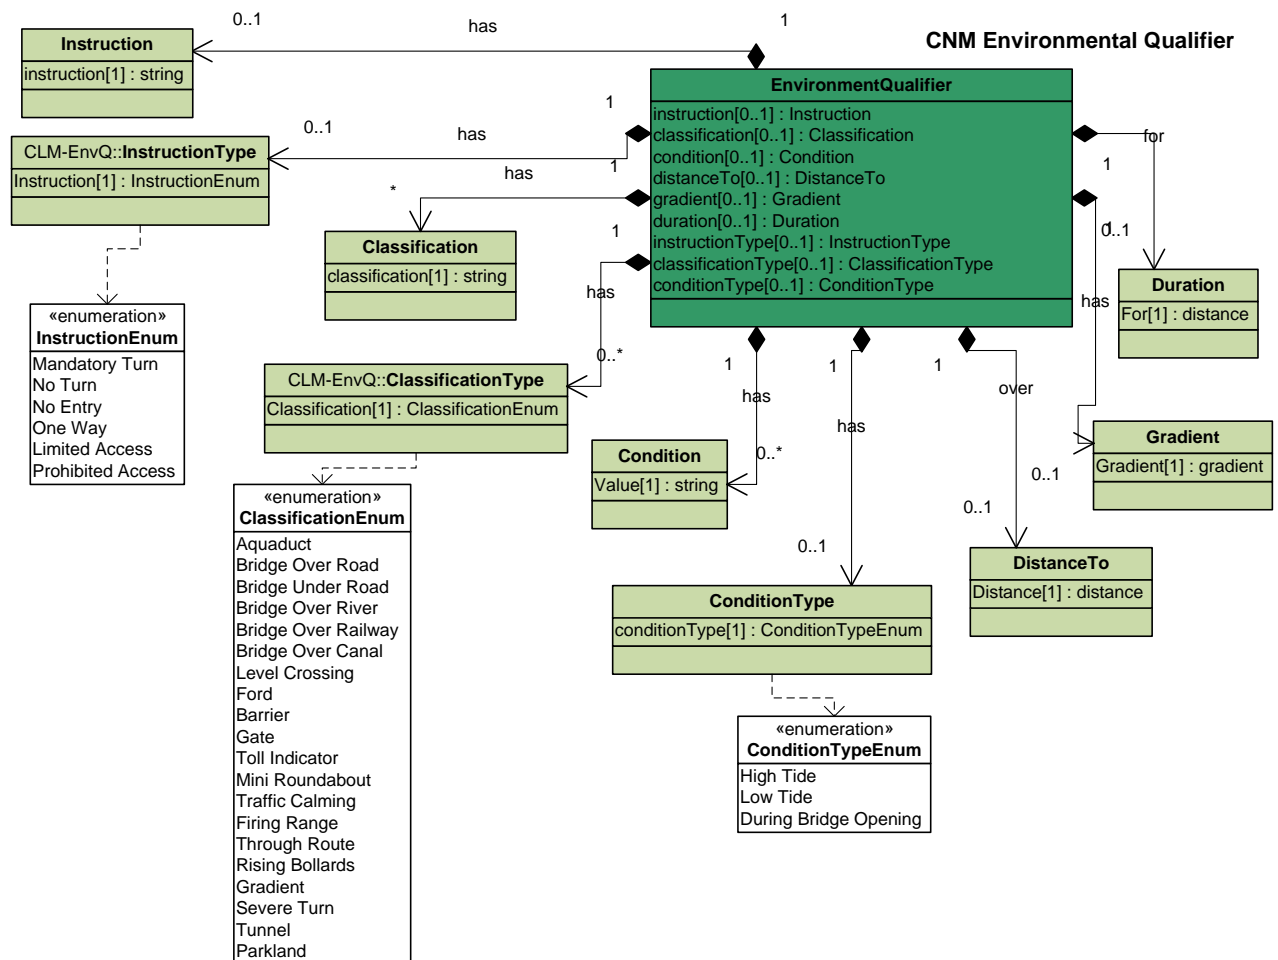 CNM Environmental Qualifier
0..1
has
1
Instruction
instruction[1] : string
EnvironmentQualifier
instruction[0..1] : Instruction
classification[0..1] : Classification
condition[0..1] : Condition
distanceTo[0..1] : DistanceTo
gradient[0..1] : Gradient
duration[0..1] : Duration
instructionType[0..1] : InstructionType
classificationType[0..1] : ClassificationType
conditionType[0..1] : ConditionType
1
0..1
has
CLM-EnvQ::InstructionType
Instruction[1] : InstructionEnum
1
has
*
Classification
classification[1] : string
1
has
0..*
for
1
0..1
Duration
For[1] : distance
1
has
0..1
Gradient
Gradient[1] : gradient
«enumeration»
InstructionEnum
Mandatory Turn
No Turn
No Entry
One Way
Limited Access
Prohibited Access
CLM-EnvQ::ClassificationType
Classification[1] : ClassificationEnum
1
has
0..*
Condition
Value[1] : string
1
has
0..1
ConditionType
conditionType[1] : ConditionTypeEnum
1
over
0..1
DistanceTo
Distance[1] : distance
«enumeration»
ClassificationEnum
Aquaduct
Bridge Over Road
Bridge Under Road
Bridge Over River
Bridge Over Railway
Bridge Over Canal
Level Crossing
Ford
Barrier
Gate
Toll Indicator
Mini Roundabout
Traffic Calming
Firing Range
Through Route
Rising Bollards
Gradient
Severe Turn
Tunnel
Parkland
«enumeration»
ConditionTypeEnum
High Tide
Low Tide
During Bridge Opening